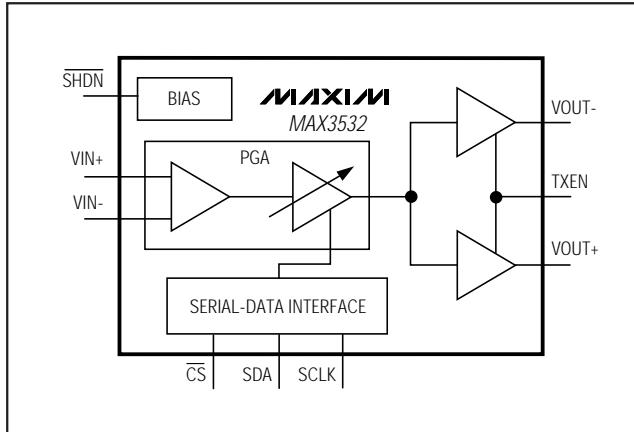 SHDN
BIAS
MAXIM
MAX3532
VOUT-
PGA
VIN+
TXEN
VIN-
VOUT+
SERIAL-DATA INTERFACE
CS SDA SCLK